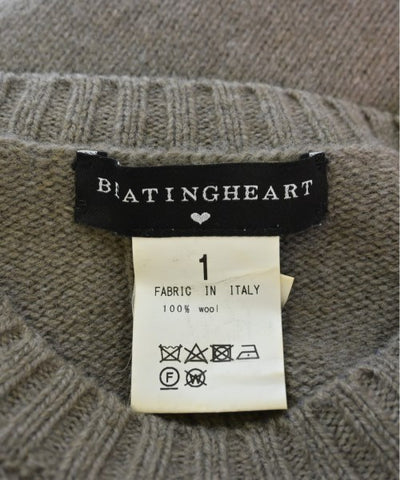 BEATINGHEART
1
FABRIC IN ITALY
100% wool
F W